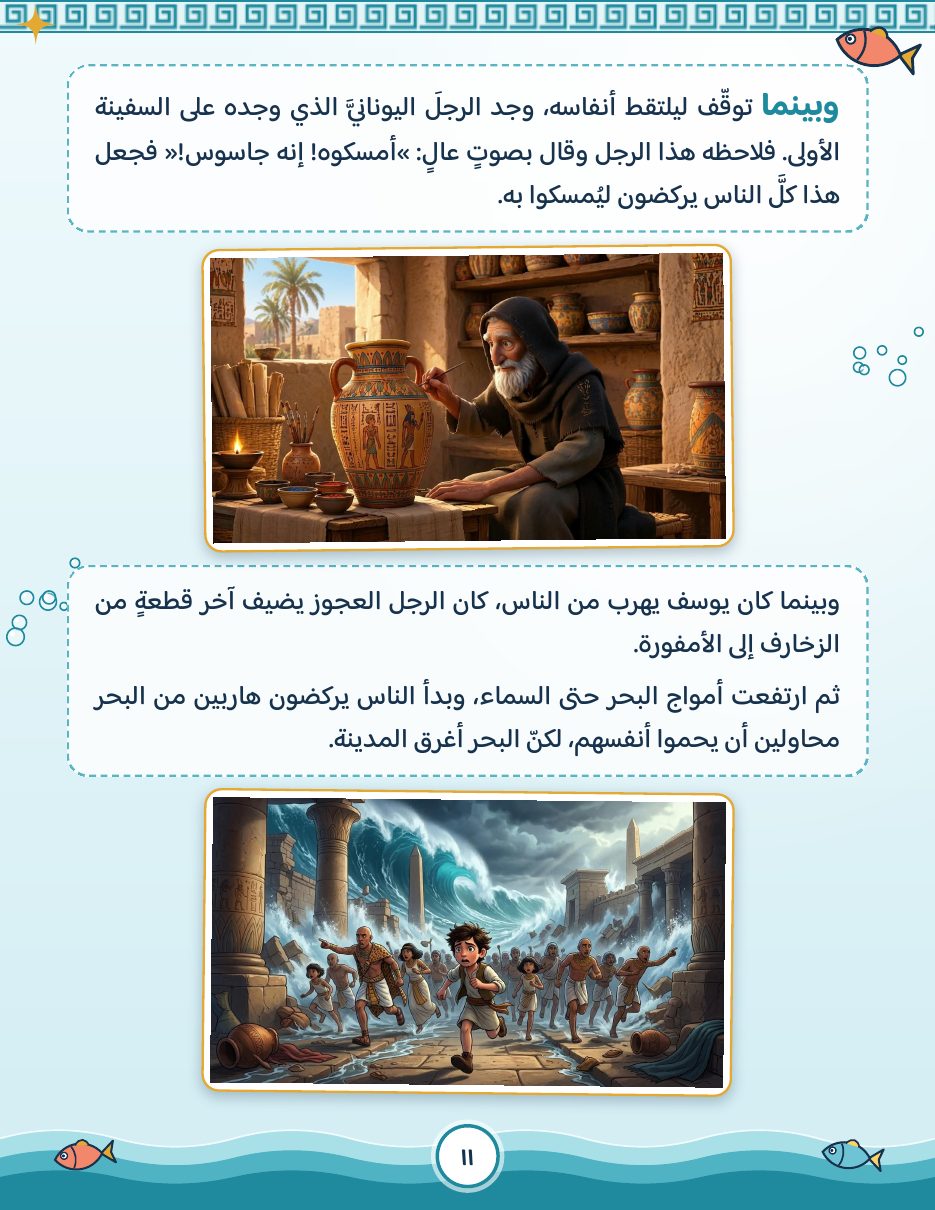 وبينما توقّف ليلتقط أنفاسه، وجد الرجلَ اليونانيَّ الذي وجده على السفينة
الأولى. فلاحظه هذا الرجل وقال بصوتٍ عالٍ: »أمسكوه! إنه جاسوس!« فجعل
هذا كلَّ الناس يركضون ليُمسكوا به.
وبينما كان يوسف يهرب من الناس، كان الرجل العجوز يضيف آخر قطعةٍ من
الزخارف إلى الأمفورة.
ثم ارتفعت أمواج البحر حتى السماء، وبدأ الناس يركضون هاربين من البحر
محاولين أن يحموا أنفسهم، لكنّ البحر أغرق المدينة.
١١